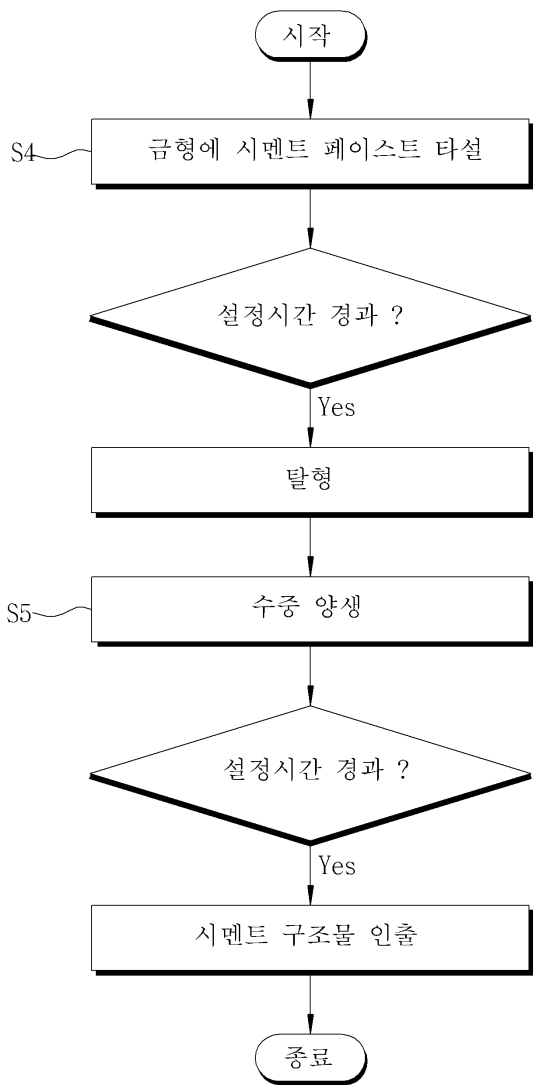 시작
S4
금형에 시멘트 페이스트 타설
설정시간 경과 ?
Yes
탈형
S5
수중 양생
설정시간 경과 ?
Yes
시멘트 구조물 인출
종료